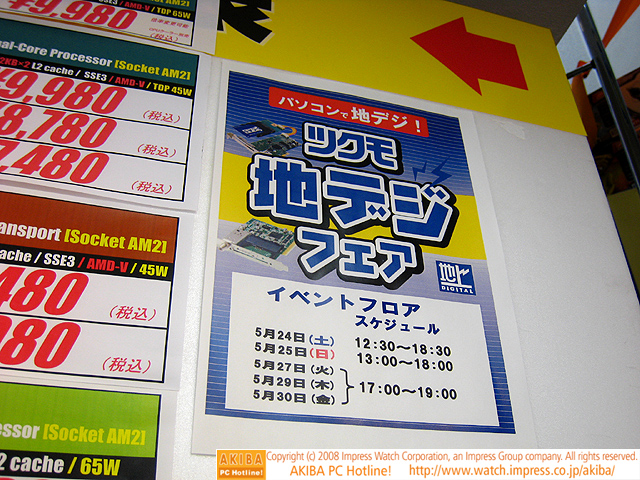 ¥9,980
SSE3 / AMD-V / TDP 65W
(税込)
ual-Core Processor [Socket AM2]
2KB×2 L2 cache / SSE3 / AMD-V / TDP 45W
¥9,980
(税込)
8,780
(税込)
7,480
(税込)
ansport [Socket AM2]
cache / SSE3 / AMD-V / 45W
480
(税込)
980
(税込)
essor [Socket AM2]
2 cache / 65W
パソコンで地デジ!
ツクモ
地デジ
フェア
地上
DIGITAL
イベントフロア
スケジュール
5月24日(土) 12:30〜18:30
5月25日(日) 13:00〜18:00
5月27日(火)
5月29日(木) 17:00〜19:00
5月30日(金)
AKIBA
PC Hotline!
Copyright (c) 2008 Impress Watch Corporation, an Impress Group company. All rights reserved.
AKIBA PC Hotline! http://www.watch.impress.co.jp/akiba/